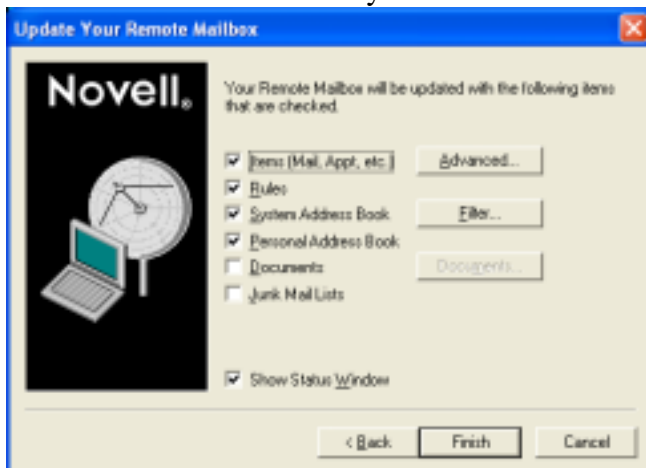 Update Your Remote Mailbox
Novell®
Your Remote Mailbox will be updated with the following items
that are checked.
Items (Mail, Appt, etc.)
Advanced...
Rules
System Address Book
Filter...
Personal Address Book
Documents
Documents...
Junk Mail Lists
Show Status Window
< Back
Finish
Cancel